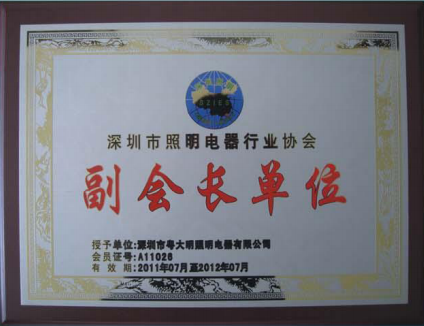 SZIES
深圳市照明电器行业协会
副会长单位
授予单位:深圳市粤大明照明电器有限公司
会员证号:A11026
有效期:2011年07月至2012年07月